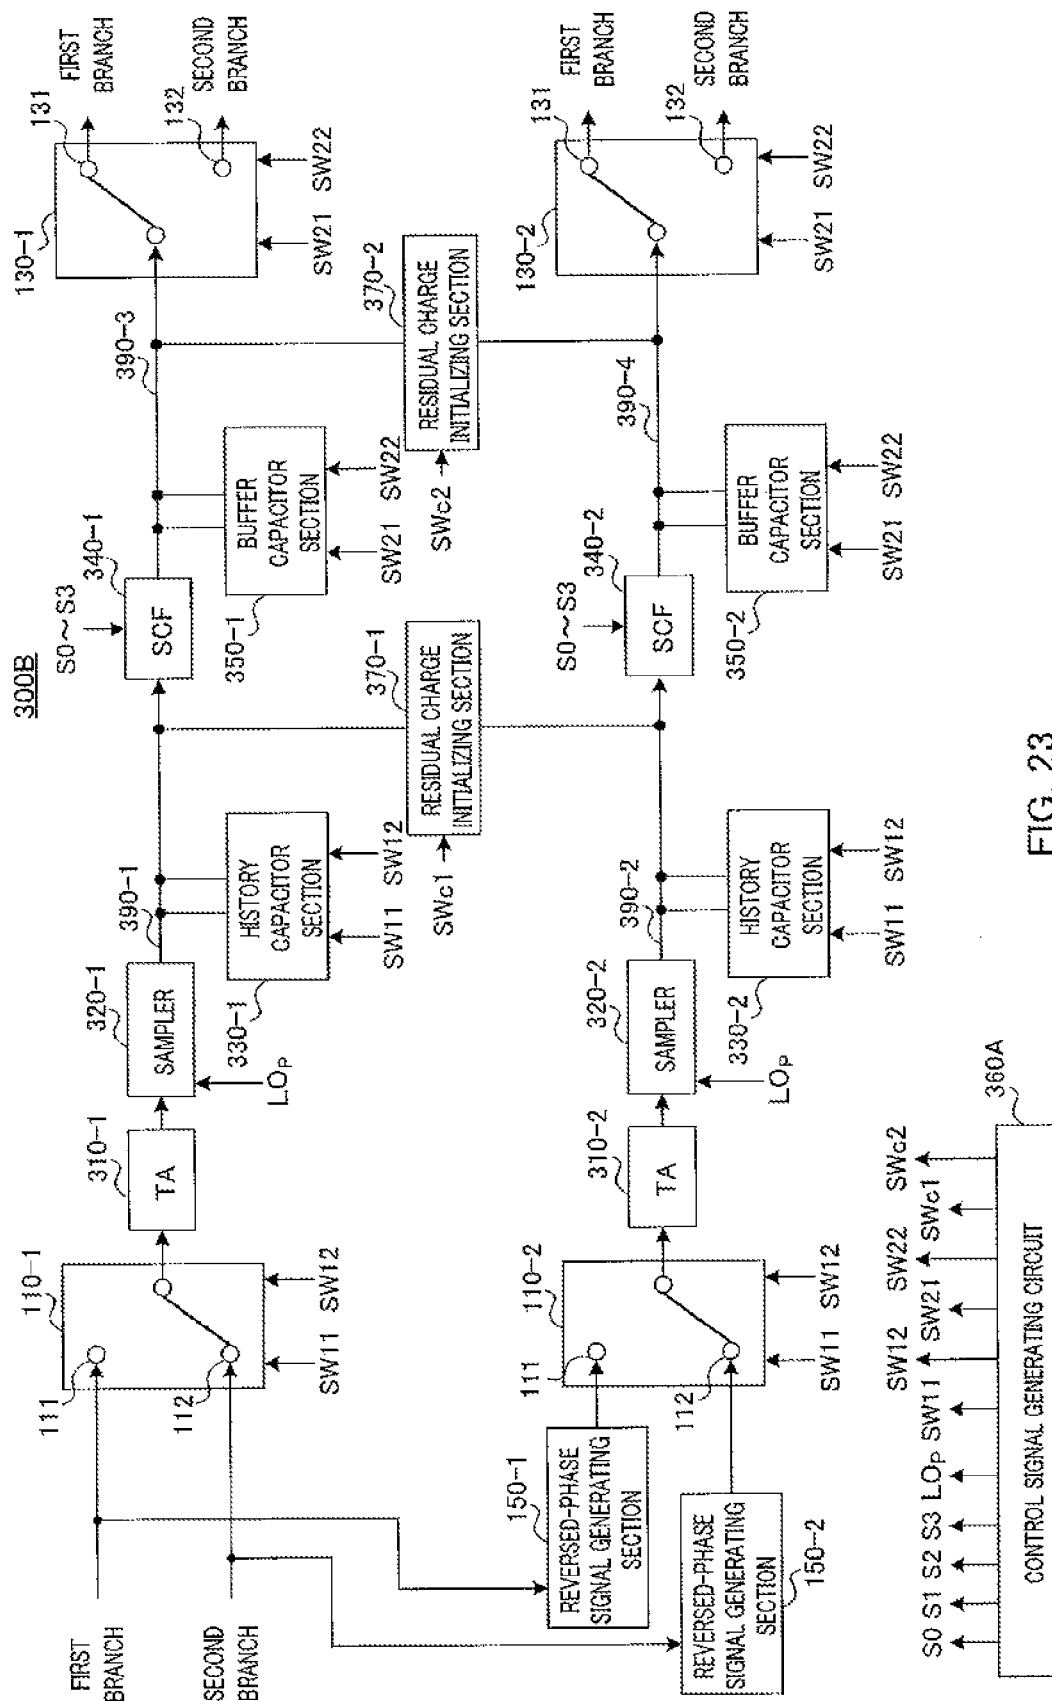 300B
FIRST
BRANCH
SECOND
BRANCH
111
112
110-1
SW11
SW12
310-1
TA
320-1
SAMPLER
LOP
390-1
330-1
HISTORY
CAPACITOR
SECTION
SW11
SW12
S0~S3
340-1
SCF
350-1
BUFFER
CAPACITOR
SECTION
SW21
SW22
390-3
130-1
131
132
FIRST
BRANCH
SECOND
BRANCH
SW21
SW22
370-1
RESIDUAL CHARGE
INITIALIZING SECTION
SWc1
370-2
RESIDUAL CHARGE
INITIALIZING SECTION
SWc2
150-1
REVERSED-PHASE
SIGNAL GENERATING
SECTION
REVERSED-PHASE
SIGNAL GENERATING
SECTION
150-2
111
112
110-2
SW11
SW12
310-2
TA
320-2
SAMPLER
LOP
390-2
330-2
HISTORY
CAPACITOR
SECTION
SW11
SW12
S0~S3
340-2
SCF
350-2
BUFFER
CAPACITOR
SECTION
SW21
SW22
390-4
130-2
131
132
FIRST
BRANCH
SECOND
BRANCH
SW21
SW22
S0 S1 S2 S3 LOP SW11 SW12 SW21 SW22 SWc1 SWc2
360A
CONTROL SIGNAL GENERATING CIRCUIT
FIG. 23